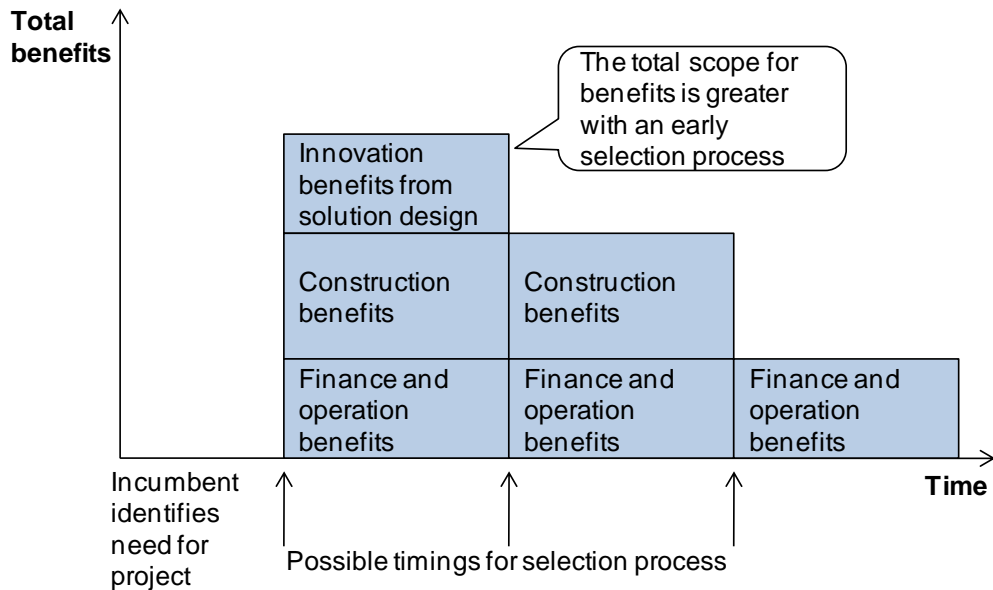 Total
benefits
The total scope for
benefits is greater
with an early
selection process
Innovation
benefits from
solution design
Construction
benefits
Construction
benefits
Finance and
operation
benefits
Finance and
operation
benefits
Finance and
operation
benefits
Incumbent
identifies
need for
project
Time
Possible timings for selection process